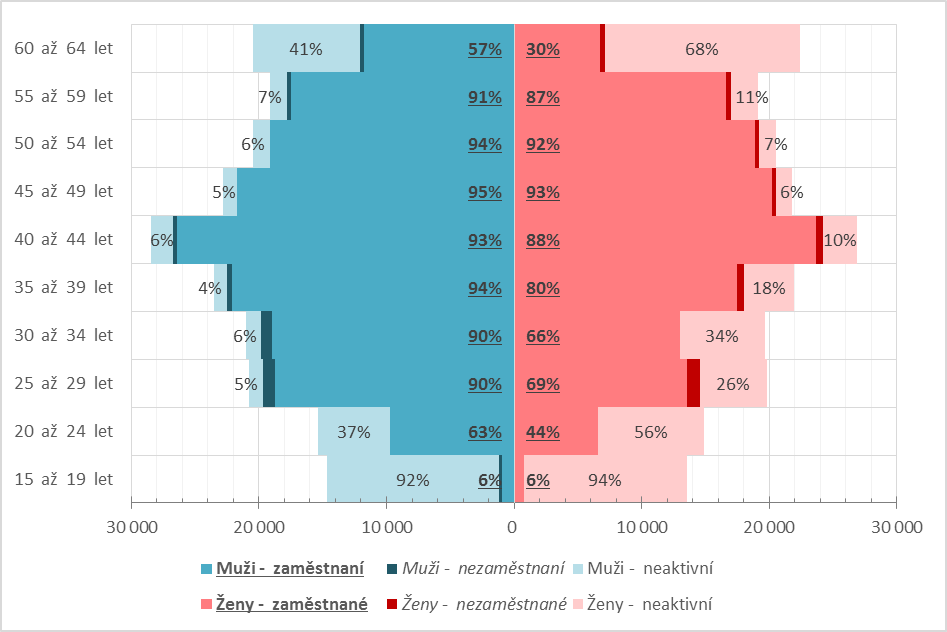 60 až 64 let 41% 57% 30% 68%
55 až 59 let 7% 91% 87% 11%
50 až 54 let 6% 94% 92% 7%
45 až 49 let 5% 95% 93% 6%
40 až 44 let 6% 93% 88% 10%
35 až 39 let 4% 94% 80% 18%
30 až 34 let 6% 90% 66% 34%
25 až 29 let 5% 90% 69% 26%
20 až 24 let 37% 63% 44% 56%
15 až 19 let 92% 6% 6% 94%
30 000 20 000 10 000 0 10 000 20 000 30 000
Muži - zaměstnaní Muži - nezaměstnaní Muži - neaktivní
Ženy - zaměstnané Ženy - nezaměstnané Ženy - neaktivní